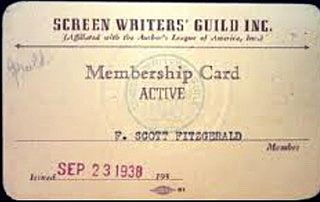 SCREEN WRITERS' GUILD INC.
(Affiliated with the Author's League of America, Inc.)
Membership Card
ACTIVE
F. SCOTT FITZGERALD
Member
Issued SEP 23 1938 193